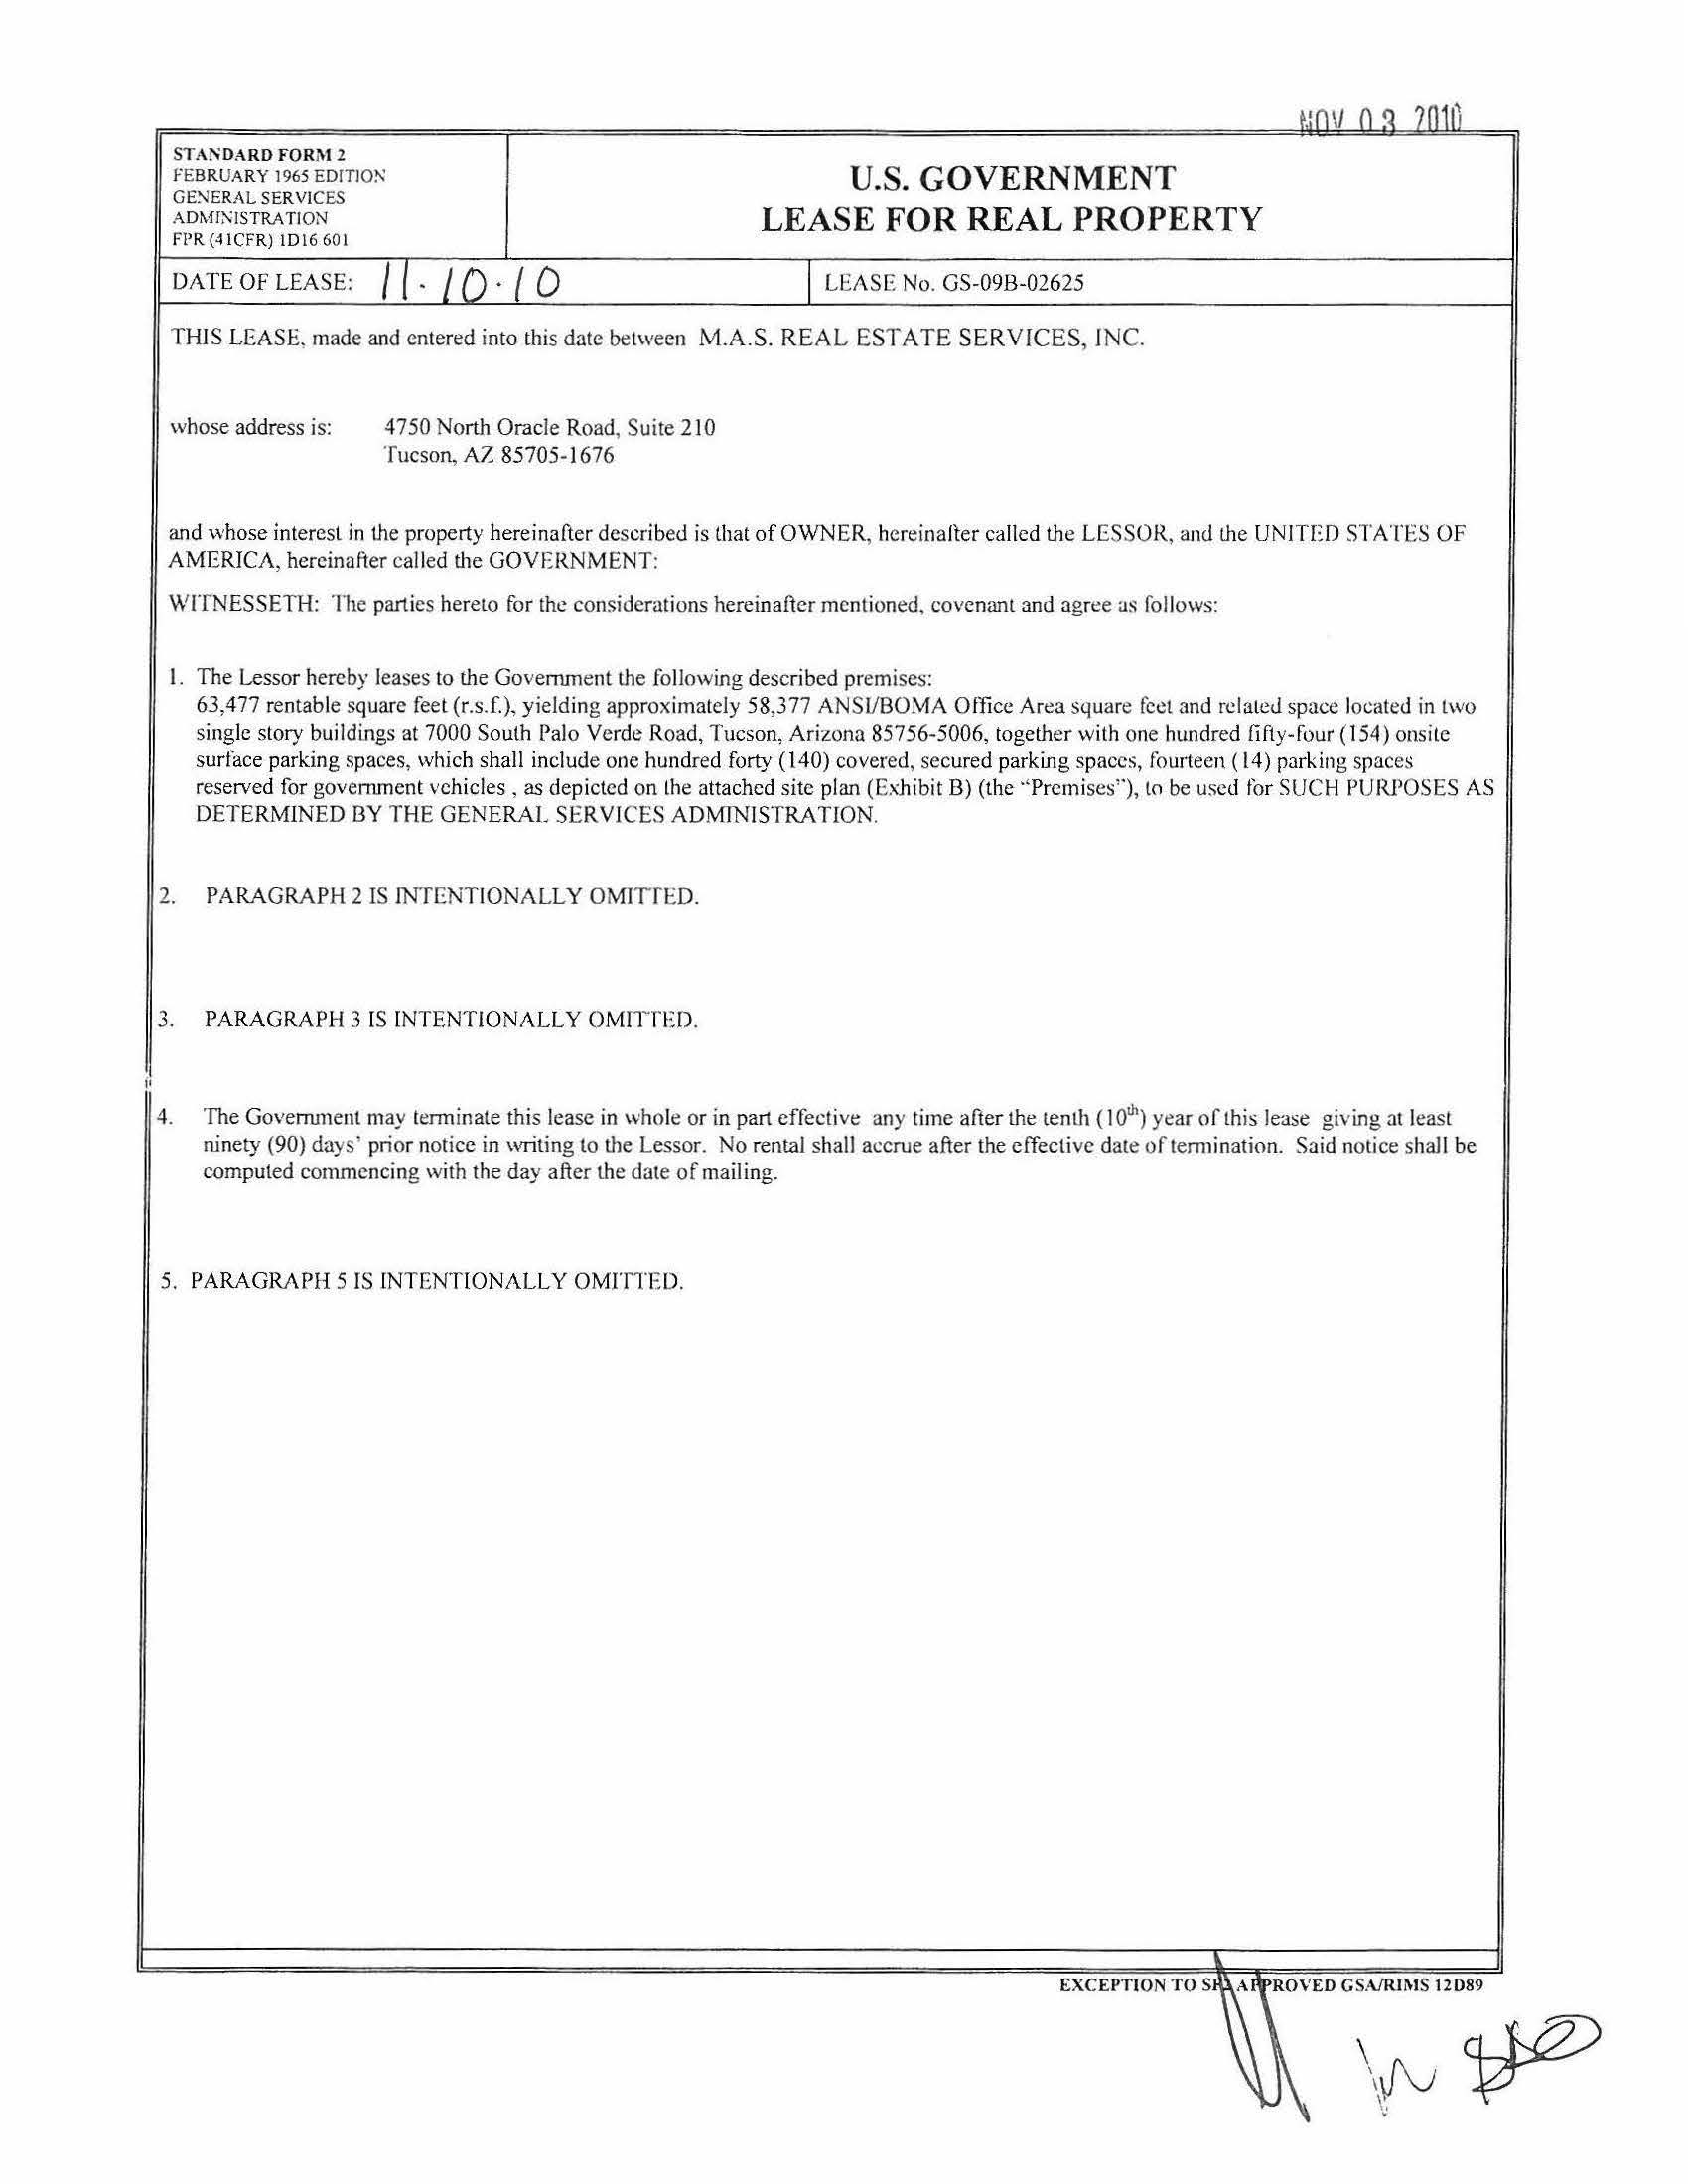 NOV 03 2010
STANDARD FORM 2
FEBRUARY 1965 EDITION
GENERAL SERVICES
ADMINISTRATION
FPR (41CFR) 1D16 601
U.S. GOVERNMENT
LEASE FOR REAL PROPERTY
DATE OF LEASE: 11·10·10
LEASE No. GS-09B-02625
THIS LEASE, made and entered into this date between M.A.S. REAL ESTATE SERVICES, INC.
whose address is: 4750 North Oracle Road, Suite 210
Tucson, AZ 85705-1676
and whose interest in the property hereinafter described is that of OWNER, hereinafter called the LESSOR, and the UNITED STATES OF
AMERICA, hereinafter called the GOVERNMENT:
WITNESSETH: The parties hereto for the considerations hereinafter mentioned, covenant and agree as follows:
1. The Lessor hereby leases to the Government the following described premises:
63,477 rentable square feet (r.s.f.), yielding approximately 58,377 ANSI/BOMA Office Area square feet and related space located in two
single story buildings at 7000 South Palo Verde Road, Tucson, Arizona 85756-5006, together with one hundred fifty-four (154) onsite
surface parking spaces, which shall include one hundred forty (140) covered, secured parking spaces, fourteen (14) parking spaces
reserved for government vehicles , as depicted on the attached site plan (Exhibit B) (the “Premises”), to be used for SUCH PURPOSES AS
DETERMINED BY THE GENERAL SERVICES ADMINISTRATION.
2. PARAGRAPH 2 IS INTENTIONALLY OMITTED.
3. PARAGRAPH 3 IS INTENTIONALLY OMITTED.
4. The Government may terminate this lease in whole or in part effective any time after the tenth (10th) year of this lease giving at least
ninety (90) days' prior notice in writing to the Lessor. No rental shall accrue after the effective date of termination. Said notice shall be
computed commencing with the day after the date of mailing.
5. PARAGRAPH 5 IS INTENTIONALLY OMITTED.
EXCEPTION TO SF2 APPROVED GSA/RIMS 12D89